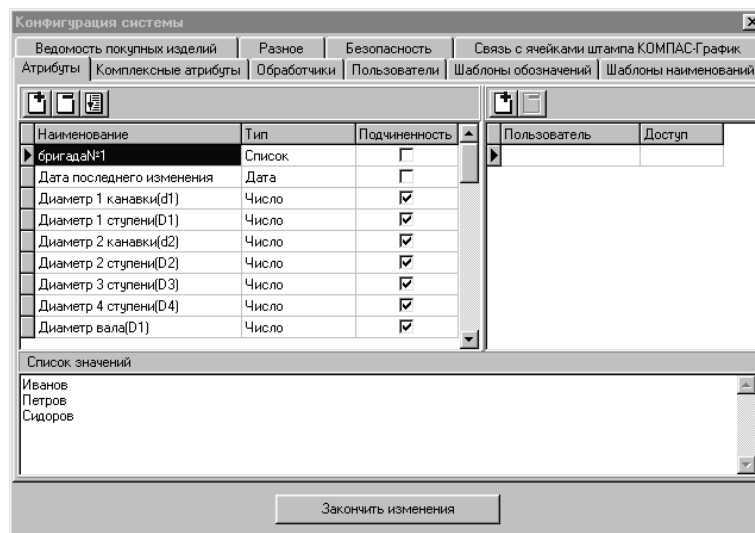 Конфигурация системы
Ведомость покупных изделий Разное Безопасность Связь с ячейками штампа КОМПАС-График
Атрибуты Комплексные атрибуты Обработчики Пользователи Шаблоны обозначений Шаблоны наименований
Наименование Тип Подчиненность Пользователь Доступ
бригада№1 Список
Дата последнего изменения Дата
Диаметр 1 канавки(d1) Число
Диаметр 1 ступени(D1) Число
Диаметр 2 канавки(d2) Число
Диаметр 2 ступени(D2) Число
Диаметр 3 ступени(D3) Число
Диаметр 4 ступени(D4) Число
Диаметр вала(D1) Число
Список значений
Иванов
Петров
Сидоров
Закончить изменения